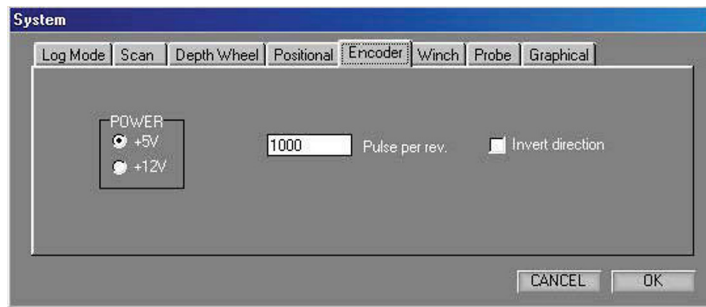 System
Log Mode Scan Depth Wheel Positional Encoder Winch Probe Graphical
POWER
+5V
+12V
1000 Pulse per rev.
Invert direction
CANCEL OK